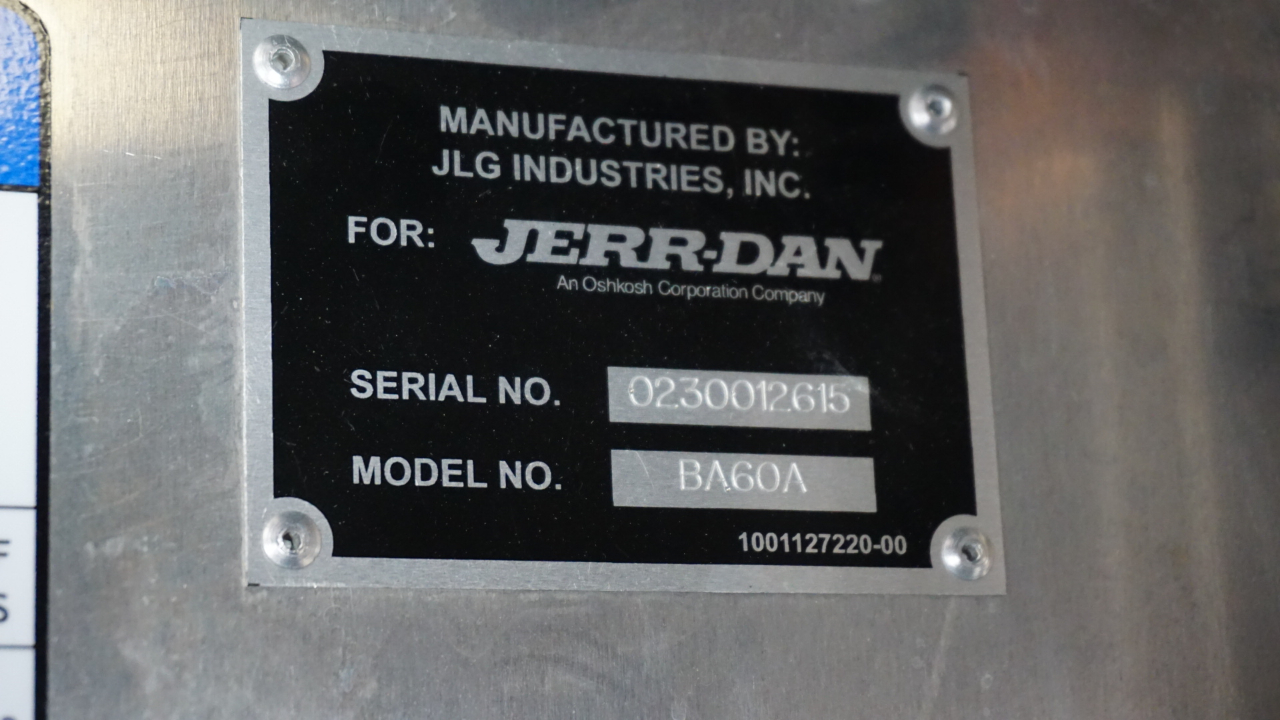 MANUFACTURED BY:
JLG INDUSTRIES, INC.
FOR: JERR-DAN
An Oshkosh Corporation Company
SERIAL NO. 0230012615
MODEL NO. BA60A
1001127220-00